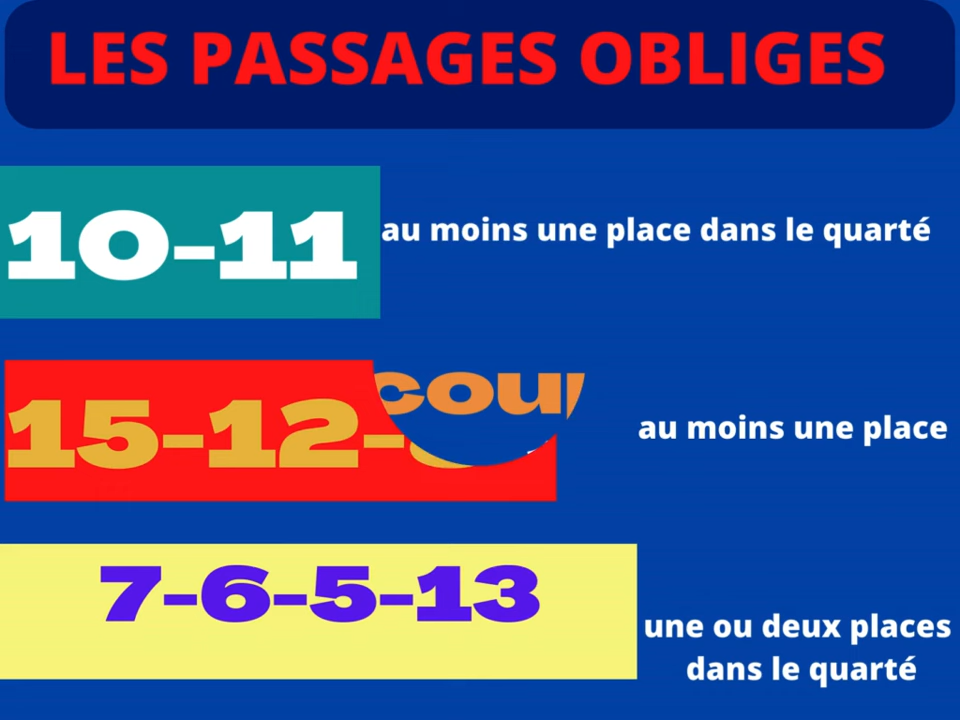 LES PASSAGES OBLIGES
10-11
au moins une place dans le quarté
15-12-
au moins une place
7-6-5-13
une ou deux places
dans le quarté